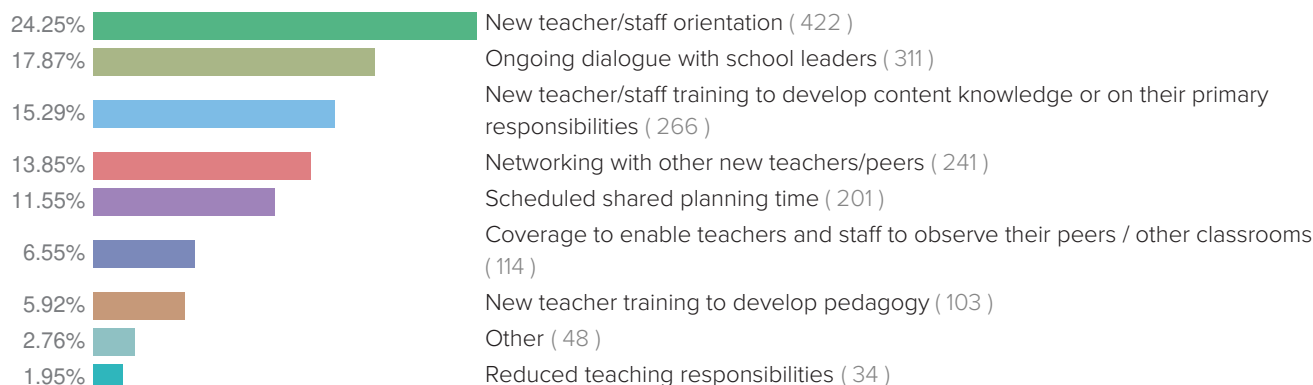 24.25% New teacher/staff orientation ( 422 )
17.87% Ongoing dialogue with school leaders ( 311 )
15.29% New teacher/staff training to develop content knowledge or on their primary
responsibilities ( 266 )
13.85% Networking with other new teachers/peers ( 241 )
11.55% Scheduled shared planning time ( 201 )
6.55% Coverage to enable teachers and staff to observe their peers / other classrooms
( 114 )
5.92% New teacher training to develop pedagogy ( 103 )
2.76% Other ( 48 )
1.95% Reduced teaching responsibilities ( 34 )